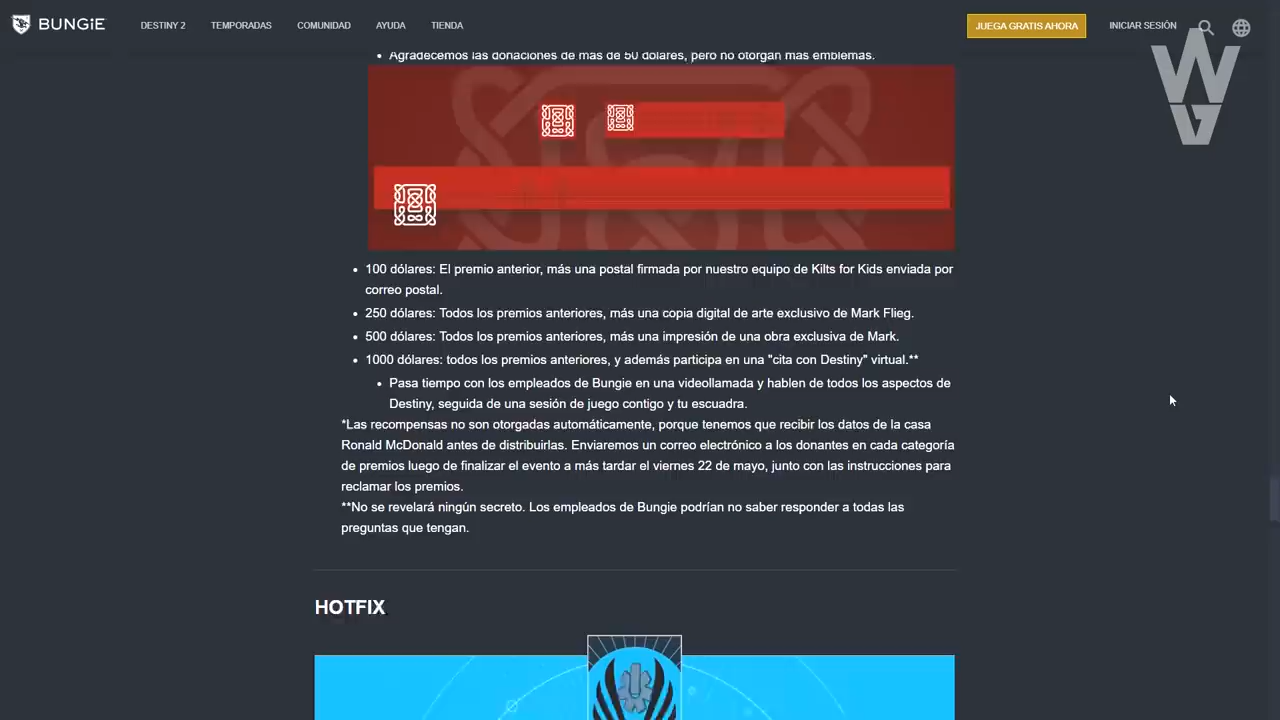 BUNGiE
DESTINY 2
TEMPORADAS
COMUNIDAD
AYUDA
TIENDA
JUEGA GRATIS AHORA
INICIAR SESIÓN
Agradecemos las donaciones de más de 50 dólares, pero no otorgan más emblemas.
100 dólares: El premio anterior, más una postal firmada por nuestro equipo de Kilts for Kids enviada por
correo postal.
250 dólares: Todos los premios anteriores, más una copia digital de arte exclusivo de Mark Flieg.
500 dólares: Todos los premios anteriores, más una impresión de una obra exclusiva de Mark.
1000 dólares: todos los premios anteriores, y además participa en una "cita con Destiny" virtual.**
Pasa tiempo con los empleados de Bungie en una videollamada y hablen de todos los aspectos de
Destiny, seguida de una sesión de juego contigo y tu escuadra.
*Las recompensas no son otorgadas automáticamente, porque tenemos que recibir los datos de la casa
Ronald McDonald antes de distribuirlas. Enviaremos un correo electrónico a los donantes en cada categoría
de premios luego de finalizar el evento a más tardar el viernes 22 de mayo, junto con las instrucciones para
reclamar los premios.
**No se revelará ningún secreto. Los empleados de Bungie podrían no saber responder a todas las
preguntas que tengan.
HOTFIX